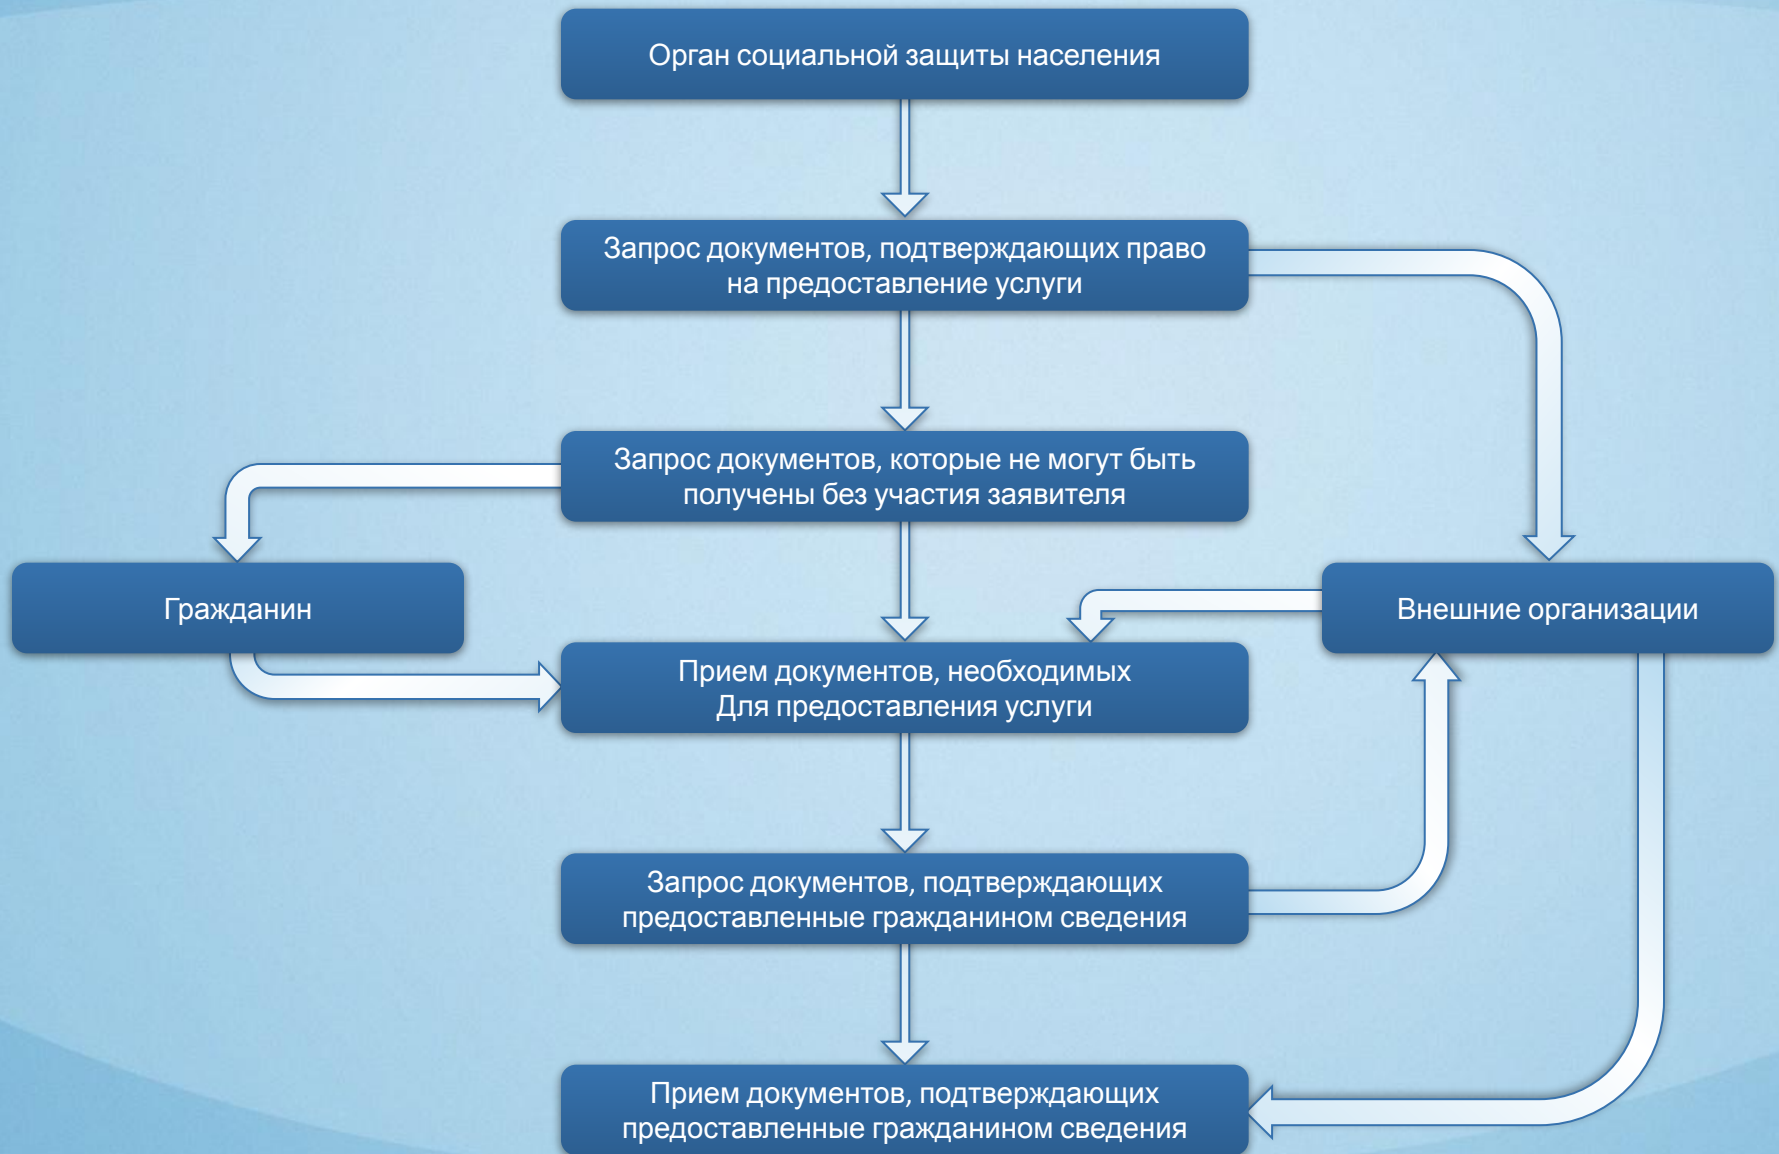 Орган социальной защиты населения
Запрос документов, подтверждающих право
на предоставление услуги
Запрос документов, которые не могут быть
получены без участия заявителя
Гражданин
Внешние организации
Прием документов, необходимых
Для предоставления услуги
Запрос документов, подтверждающих
предоставленные гражданином сведения
Прием документов, подтверждающих
предоставленные гражданином сведения